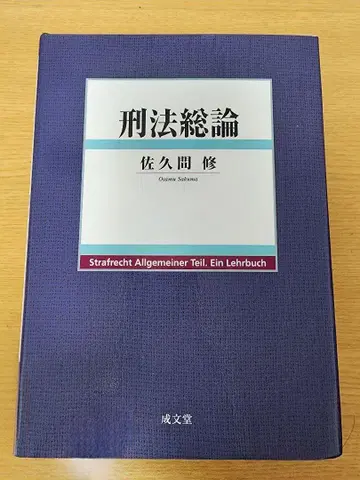 刑法総論
佐久間 修
Osamu Sakuma
Strafrecht Allgemeiner Teil. Ein Lehrbuch
成文堂